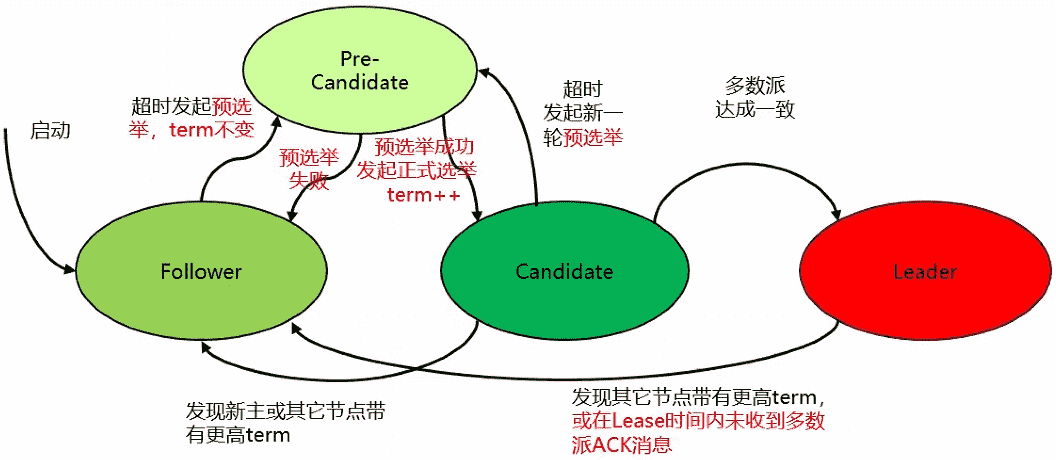 Pre-
Candidate
启动
超时发起预选
举，term不变
预选举
失败
预选举成功
发起正式选举
term++
超时
发起新一
轮预选举
多数派
达成一致
Follower
Candidate
Leader
发现新主或其它节点带
有更高term
发现其它节点带有更高term，
或在Lease时间内未收到多数
派ACK消息